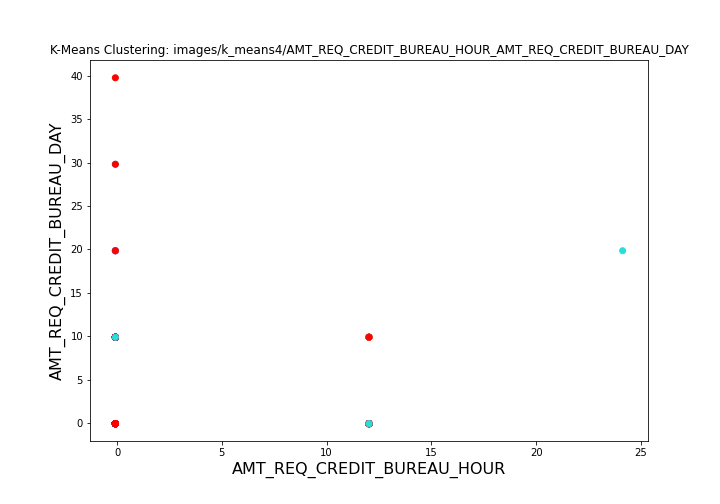 K-Means Clustering: images/k_means4/AMT_REQ_CREDIT_BUREAU_HOUR_AMT_REQ_CREDIT_BUREAU_DAY
AMT_REQ_CREDIT_BUREAU_DAY
40
35
30
25
20
15
10
5
0
0 5 10 15 20 25
AMT_REQ_CREDIT_BUREAU_HOUR